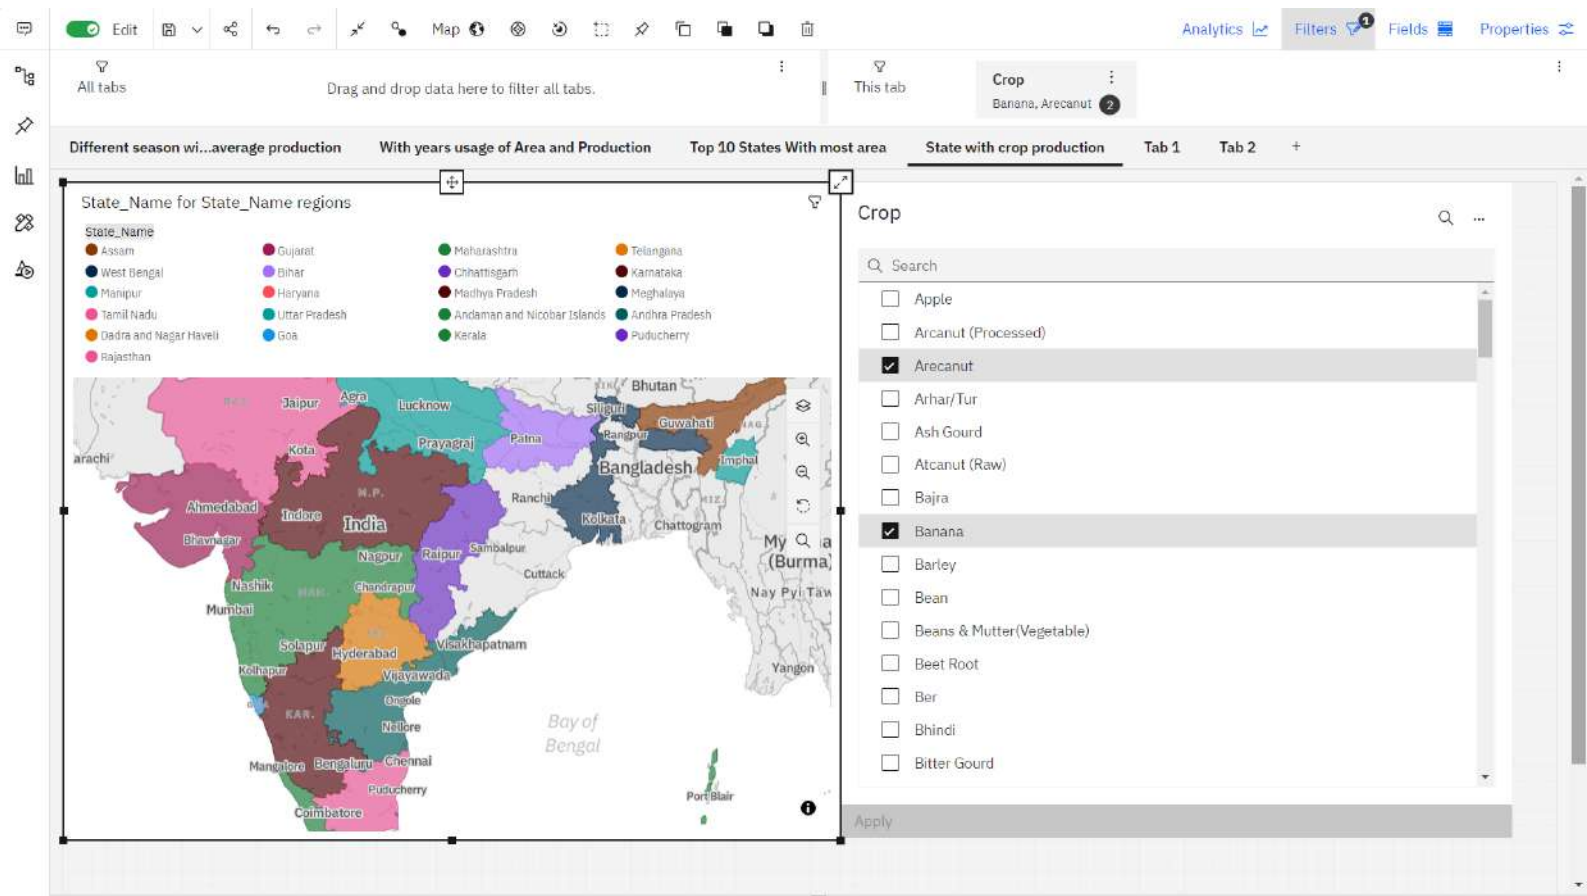 Edit
Map
Analytics
Filters
1
Fields
Properties
All tabs
Drag and drop data here to filter all tabs.
This tab
Crop
Banana, Arecanut 2
Different season wi...average production
With years usage of Area and Production
Top 10 States With most area
State with crop production
Tab 1
Tab 2
+
State_Name for State_Name regions
State_Name
Assam
Gujarat
Maharashtra
Telangana
West Bengal
Bihar
Chhattisgarh
Karnataka
Manipur
Haryana
Madhya Pradesh
Meghalaya
Tamil Nadu
Uttar Pradesh
Andaman and Nicobar Islands
Andhra Pradesh
Dadra and Nagar Haveli
Goa
Kerala
Puducherry
Rajasthan
Bhutan
Jaipur
Agra
Lucknow
Siliguri
Guwahati
Kota
Prayagraj
Patna
Rangpur
arachi
Bangladesh
Imphal
M.P.
Ranchi
Ahmedabad
Indore
India
Kolkata
Chattogram
Bhavnagar
Nagpur
Raipur
Sambalpur
My
a
(Burma)
Cuttack
Nashik
MAH.
Chandrapur
Nay Pyi Taw
Mumbai
Solapur
Hyderabad
Visakhapatnam
Kolhapur
Vijayawada
Yangon
Ongole
KAR.
Nellore
Bay of
Bengal
Mangalore
Bengaluru
Chennai
Puducherry
Port Blair
Coimbatore
Crop
Search
Apple
Arcanut (Processed)
Arecanut
Arhar/Tur
Ash Gourd
Atcanut (Raw)
Bajra
Banana
Barley
Bean
Beans & Mutter(Vegetable)
Beet Root
Ber
Bhindi
Bitter Gourd
Apply